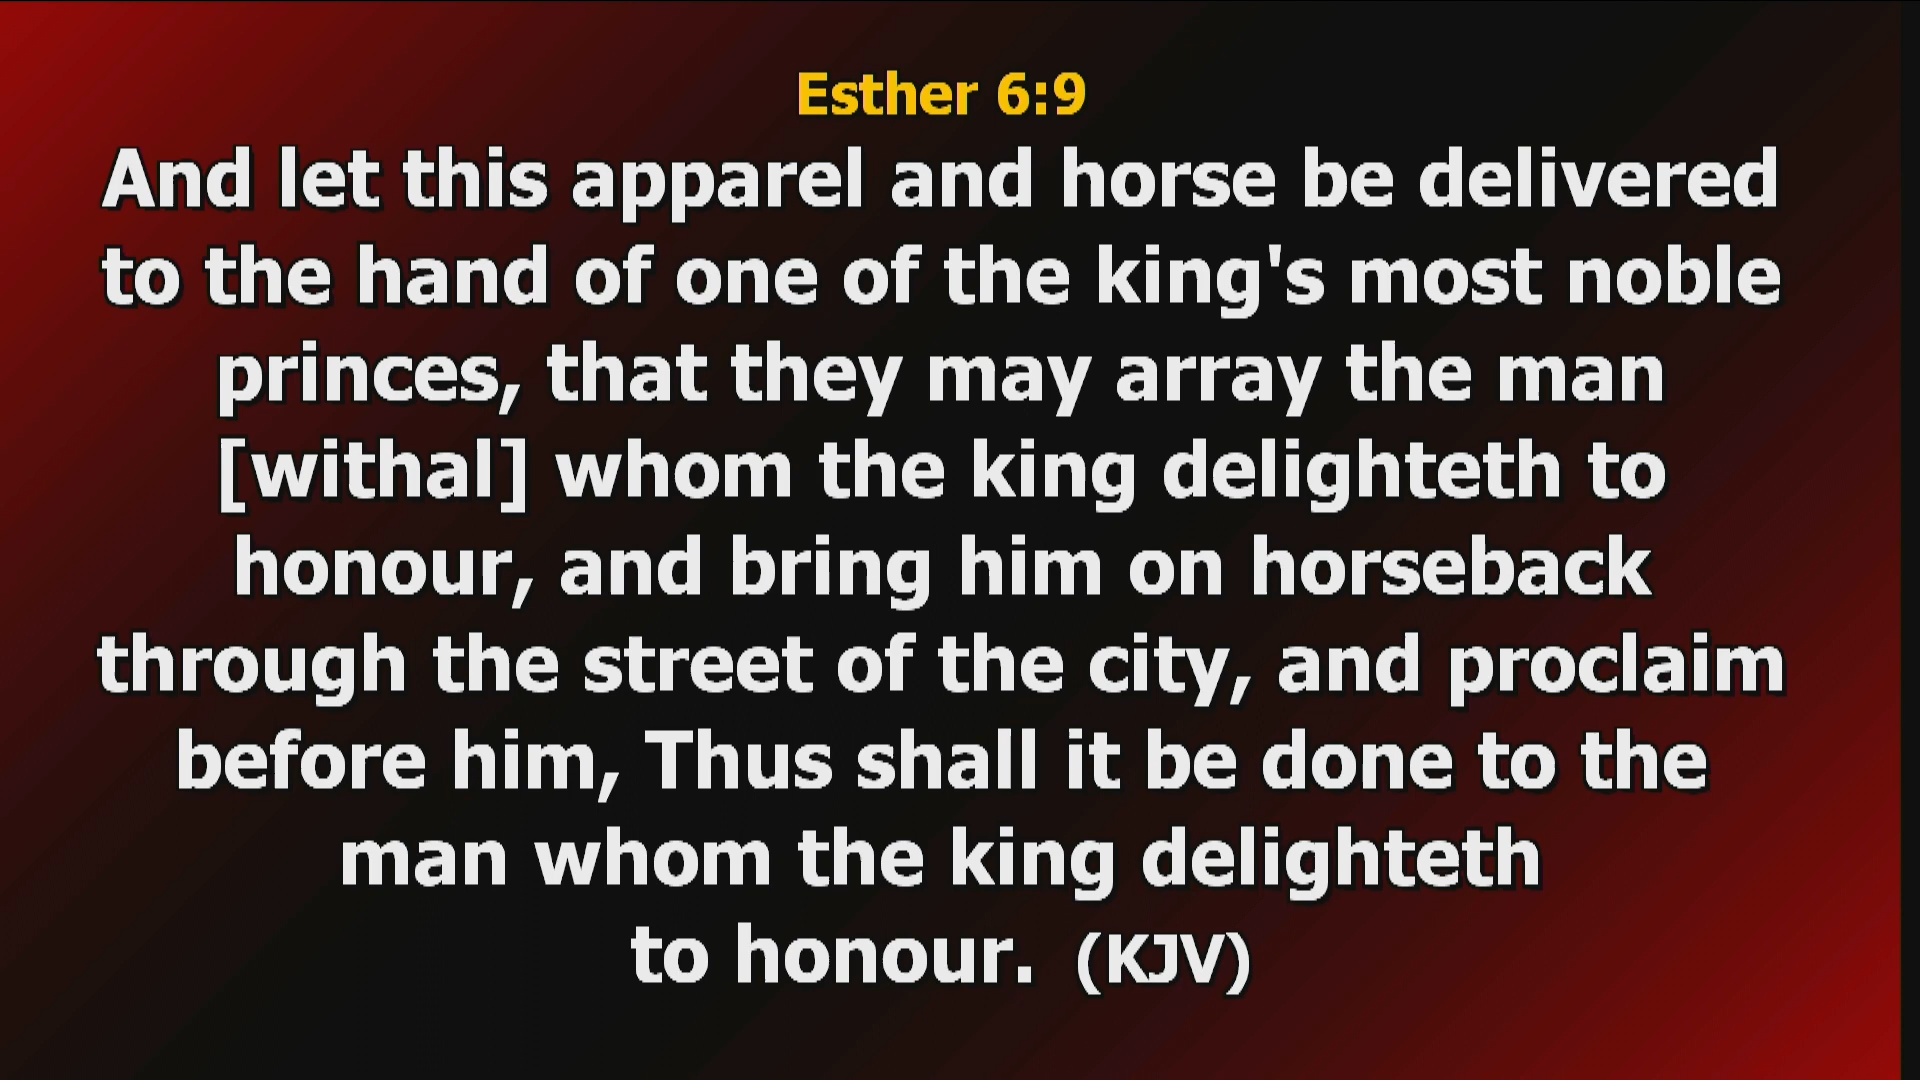 Esther 6:9
And let this apparel and horse be delivered
to the hand of one of the king's most noble
princes, that they may array the man
[withal] whom the king delighteth to
honour, and bring him on horseback
through the street of the city, and proclaim
before him, Thus shall it be done to the
man whom the king delighteth
to honour. (KJV)